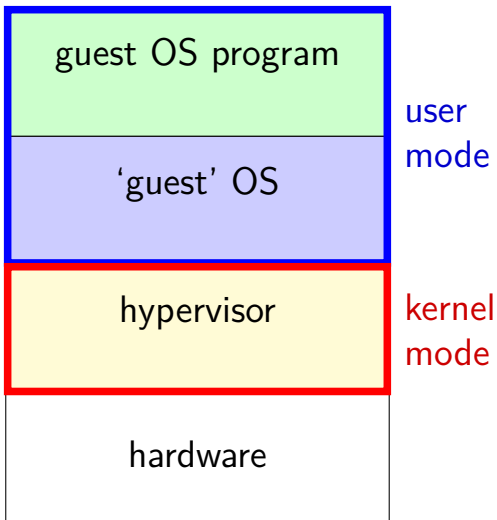 guest OS program
user
mode
‘guest’ OS
hypervisor
kernel
mode
hardware